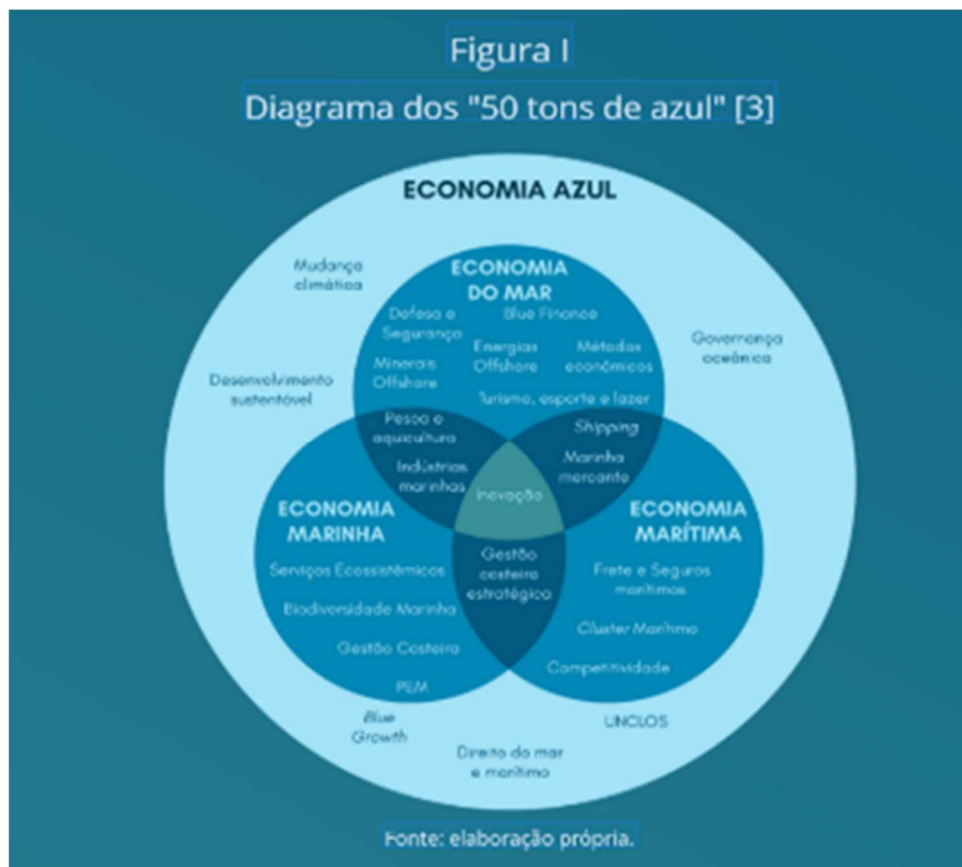 Figura I
Diagrama dos "50 tons de azul" [3]
ECONOMIA AZUL
Mudança
climática
Desenvolvimento
sustentável
Governança
oceânica
ECONOMIA
DO MAR
Defesa e
Segurança
Blue Finance
Minerais
Offshore
Energias
Offshore
Métodos
econômicos
Turismo, esporte e lazer
Pesca e
aquicultura
Indústrias
marinhas
Shipping
Marinha
mercante
Inovação
ECONOMIA
MARINHA
Serviços Ecossistêmicos
Biodiversidade Marinha
Gestão Costeira
PEM
Gestão
costeira
estratégica
ECONOMIA
MARÍTIMA
Frete e Seguros
marítimos
Cluster Marítimo
Competitividade
Blue
Growth
UNCLOS
Direito do mar
e marítimo
Fonte: elaboração própria.